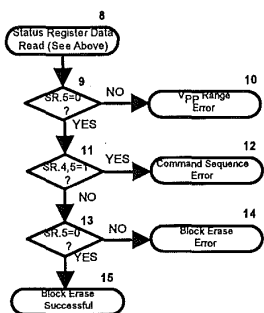 8
Status Register Data
Read (See Above)
9
SR.5=0
?
NO
YES
10
VPP Range
Error
11
SR.4,5=1
?
YES
NO
12
Command Sequence
Error
13
SR.5=0
?
NO
YES
14
Block Erase
Error
15
Block Erase
Successful